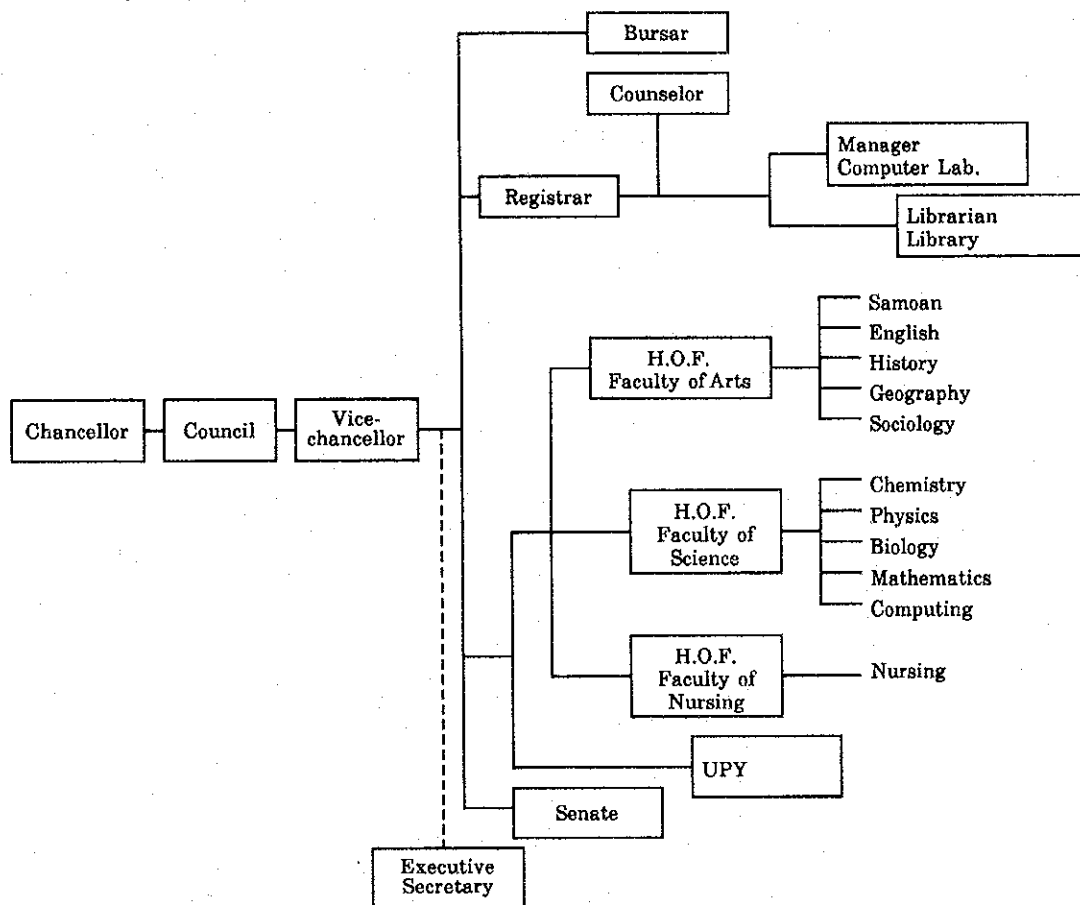 Bursar
Counselor
Manager
Computer Lab.
Registrar
Librarian
Library
Samoan
English
H.O.F.
Faculty of Arts
History
Geography
Sociology
Chancellor
Council
Vice-
chancellor
Chemistry
H.O.F.
Faculty of
Science
Physics
Biology
Mathematics
Computing
H.O.F.
Faculty of
Nursing
Nursing
UPY
Senate
Executive
Secretary